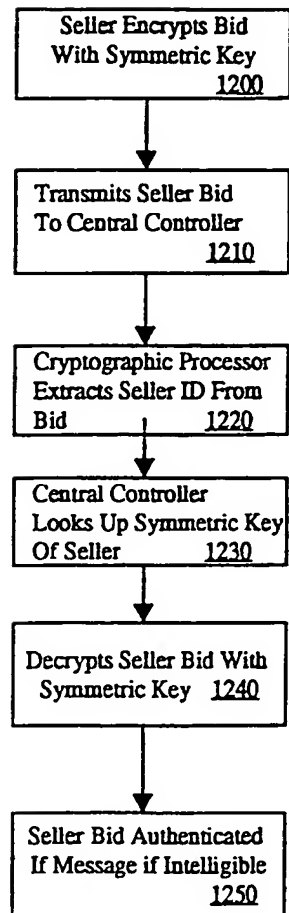 Seller Encrypts Bid
With Symmetric Key
1200
Transmits Seller Bid
To Central Controller
1210
Cryptographic Processor
Extracts Seller ID From
Bid 1220
Central Controller
Looks Up Symmetric Key
Of Seller 1230
Decrypts Seller Bid With
Symmetric Key 1240
Seller Bid Authenticated
If Message if Intelligible
1250